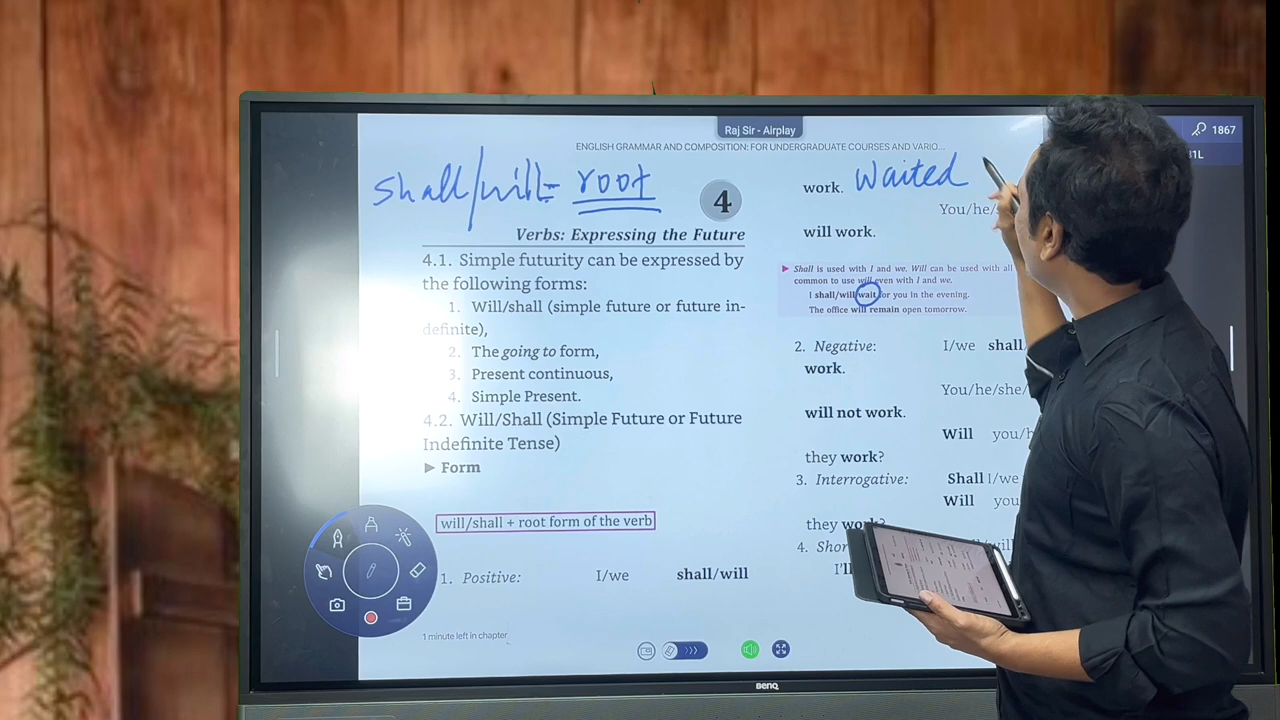 Raj Sir - Airplay
1867
31L
ENGLISH GRAMMAR AND COMPOSITION: FOR UNDERGRADUATE COURSES AND VARIO...
shall/will = root
4
Verbs: Expressing the Future
4.1. Simple futurity can be expressed by
the following forms:
1. Will/shall (simple future or future in-
definite),
2. The going to form,
3. Present continuous,
4. Simple Present.
4.2. Will/Shall (Simple Future or Future
Indefinite Tense)
▶ Form
will/shall + root form of the verb
1. Positive: I/we shall/will
1 minute left in chapter
work. Waited
You/he/s
will work.
▶ Shall is used with I and we. Will can be used with all
common to use will even with I and we.
I shall/will wait for you in the evening.
The office will remain open tomorrow.
2. Negative: I/we shall
work.
You/he/she/
will not work.
Will you/h
they work?
3. Interrogative: Shall I/we
Will you
they work?
4. Shor
I'll
BenQ